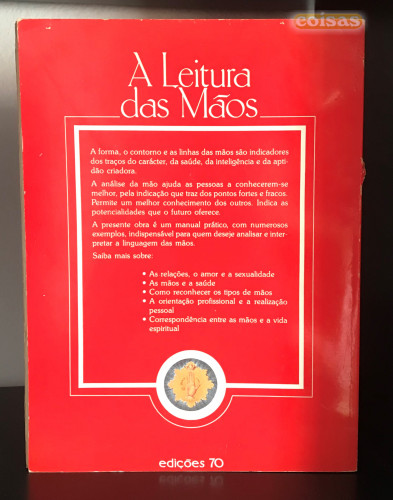 coisas
A Leitura
das Mãos
A forma, o contorno e as linhas das mãos são indicadores
dos traços do carácter, da saúde, da inteligência e da apti-
dão criadora.
A análise da mão ajuda as pessoas a conhecerem-se
melhor, pela indicação que traz dos pontos fortes e fracos.
Permite um melhor conhecimento dos outros. Indica as
potencialidades que o futuro oferece.
A presente obra é um manual prático, com numerosos
exemplos, indispensável para quem deseje analisar e inter-
pretar a linguagem das mãos.
Saiba mais sobre:
• As relações, o amor e a sexualidade
• As mãos e a saúde
• Como reconhecer os tipos de mãos
• A orientação profissional e a realização
pessoal
• Correspondência entre as mãos e a vida
espiritual
edições 70